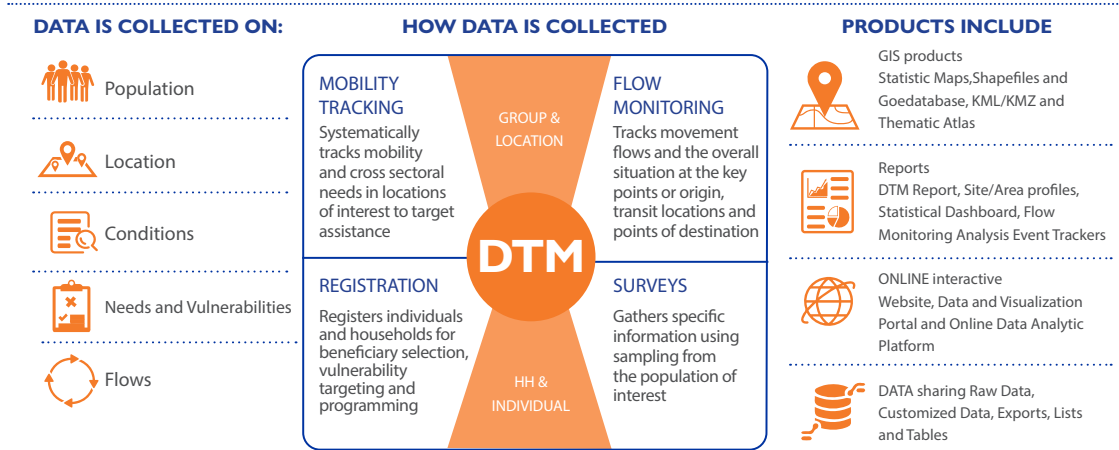 DATA IS COLLECTED ON:
Population
Location
Conditions
Needs and Vulnerabilities
Flows
HOW DATA IS COLLECTED
MOBILITY
TRACKING
Systematically
tracks mobility
and cross sectoral
needs in locations
of interest to target
assistance
GROUP &
LOCATION
FLOW
MONITORING
Tracks movement
flows and the overall
situation at the key
points or origin,
transit locations and
points of destination
DTM
REGISTRATION
Registers individuals
and households for
beneficiary selection,
vulnerability
targeting and
programming
HH &
INDIVIDUAL
SURVEYS
Gathers specific
information using
sampling from
the population of
interest
PRODUCTS INCLUDE
GIS products
Statistic Maps,Shapefiles and
Goedatabase, KML/KMZ and
Thematic Atlas
Reports
DTM Report, Site/Area profiles,
Statistical Dashboard, Flow
Monitoring Analysis Event Trackers
ONLINE interactive
Website, Data and Visualization
Portal and Online Data Analytic
Platform
DATA sharing Raw Data,
Customized Data, Exports, Lists
and Tables